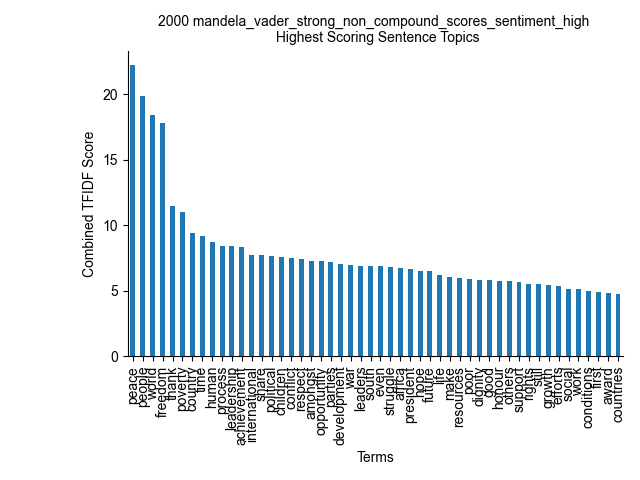 2000 mandela_vader_strong_non_compound_scores_sentiment_high
Highest Scoring Sentence Topics
Combined TFIDF Score
20
15
10
5
0
peace
people
world
freedom
thank
poverty
country
time
human
process
leadership
achievement
international
share
political
children
conflict
respect
amongst
opportunity
parties
development
war
leaders
south
even
struggle
africa
president
hope
future
life
make
resources
poor
dignity
good
honour
others
support
rights
still
growth
efforts
social
work
conditions
first
award
countries
Terms